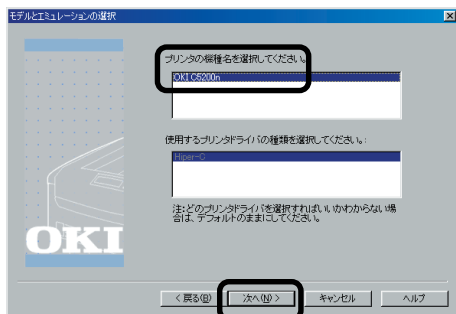 モデルとエミュレーションの選択
プリンタの機種名を選択してください。
OKI C5200n
使用するプリンタドライバの種類を選択してください。:
Hiper-C
注:どのプリンタドライバを選択すればいいかわからない場
合は、デフォルトのままにしてください。
OKI
< 戻る(B) 次へ(N) > キャンセル ヘルプ